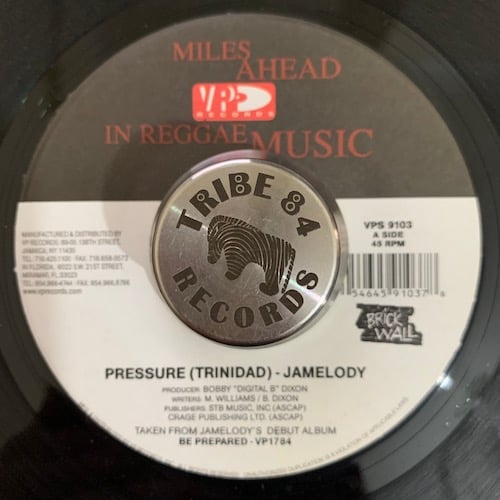 MILES
AHEAD
VP
RECORDS
IN REGGAE MUSIC
TRIBE 84
RECORDS
MANUFACTURED & DISTRIBUTED BY
VP RECORDS: 89-05 138TH STREET,
JAMAICA, NY 11435
TEL: 718.425.1100 - FAX: 718.658-3573
IN FLORIDA, 6022 S.W. 21ST STREET,
MIRAMAR, FL 33023
TEL: 954.966-4744 - FAX: 954.966.8766
www.vprecords.com
VPS 9103
A SIDE
45 RPM
54645 91037 6
BRICK
WALL
PRESSURE (TRINIDAD) - JAMELODY
PRODUCER: BOBBY "DIGITAL B" DIXON
WRITERS: M. WILLIAMS / B. DIXON
PUBLISHERS: STB MUSIC, INC (ASCAP)
CRAGE PUBLISHING LTD. (ASCAP)
TAKEN FROM JAMELODY'S DEBUT ALBUM
BE PREPARED - VP1784